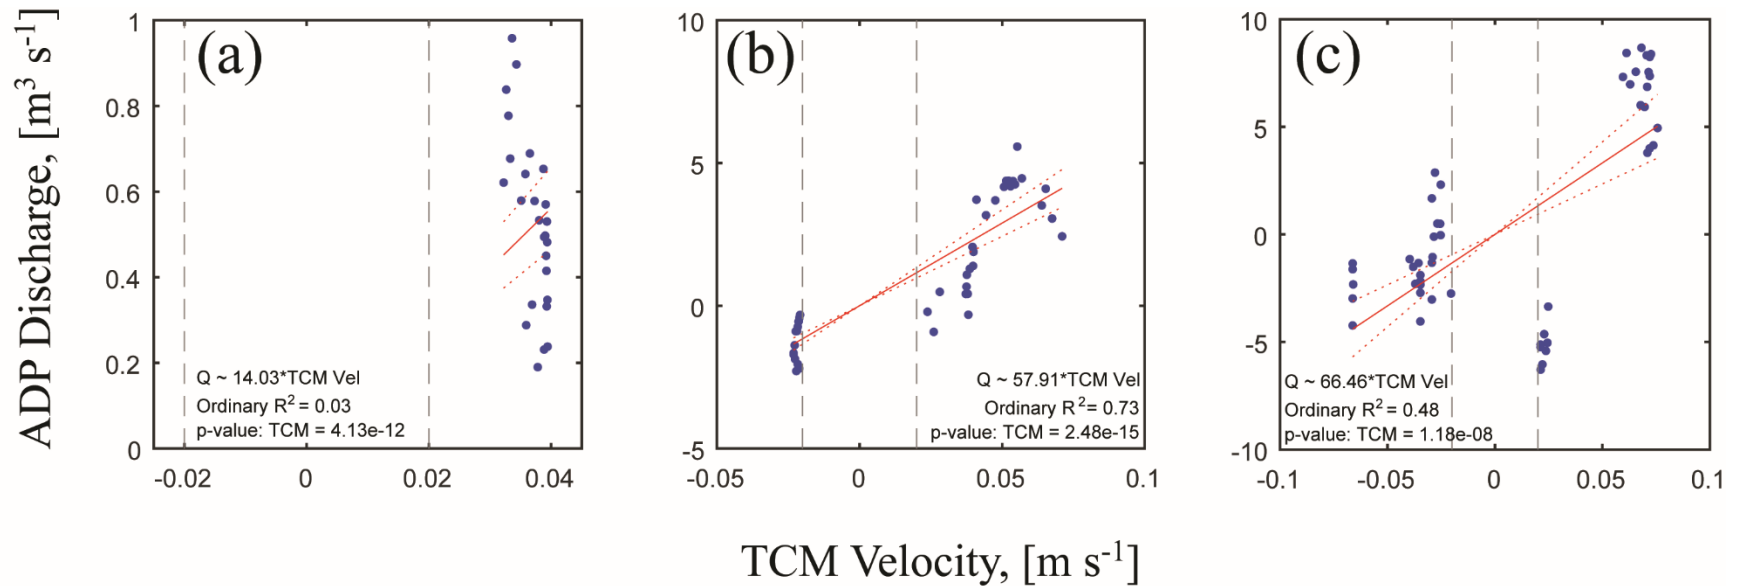 ADP Discharge, [m³ s⁻¹]
(a)
1
0.8
0.6
0.4
0.2
0
-0.02
0
0.02
0.04
Q ~ 14.03*TCM Vel
Ordinary R² = 0.03
p-value: TCM = 4.13e-12
(b)
10
5
0
-5
-0.05
0
0.05
0.1
Q ~ 57.91*TCM Vel
Ordinary R² = 0.73
p-value: TCM = 2.48e-15
(c)
10
5
0
-5
-10
-0.1
-0.05
0
0.05
0.1
Q ~ 66.46*TCM Vel
Ordinary R² = 0.48
p-value: TCM = 1.18e-08
TCM Velocity, [m s⁻¹]